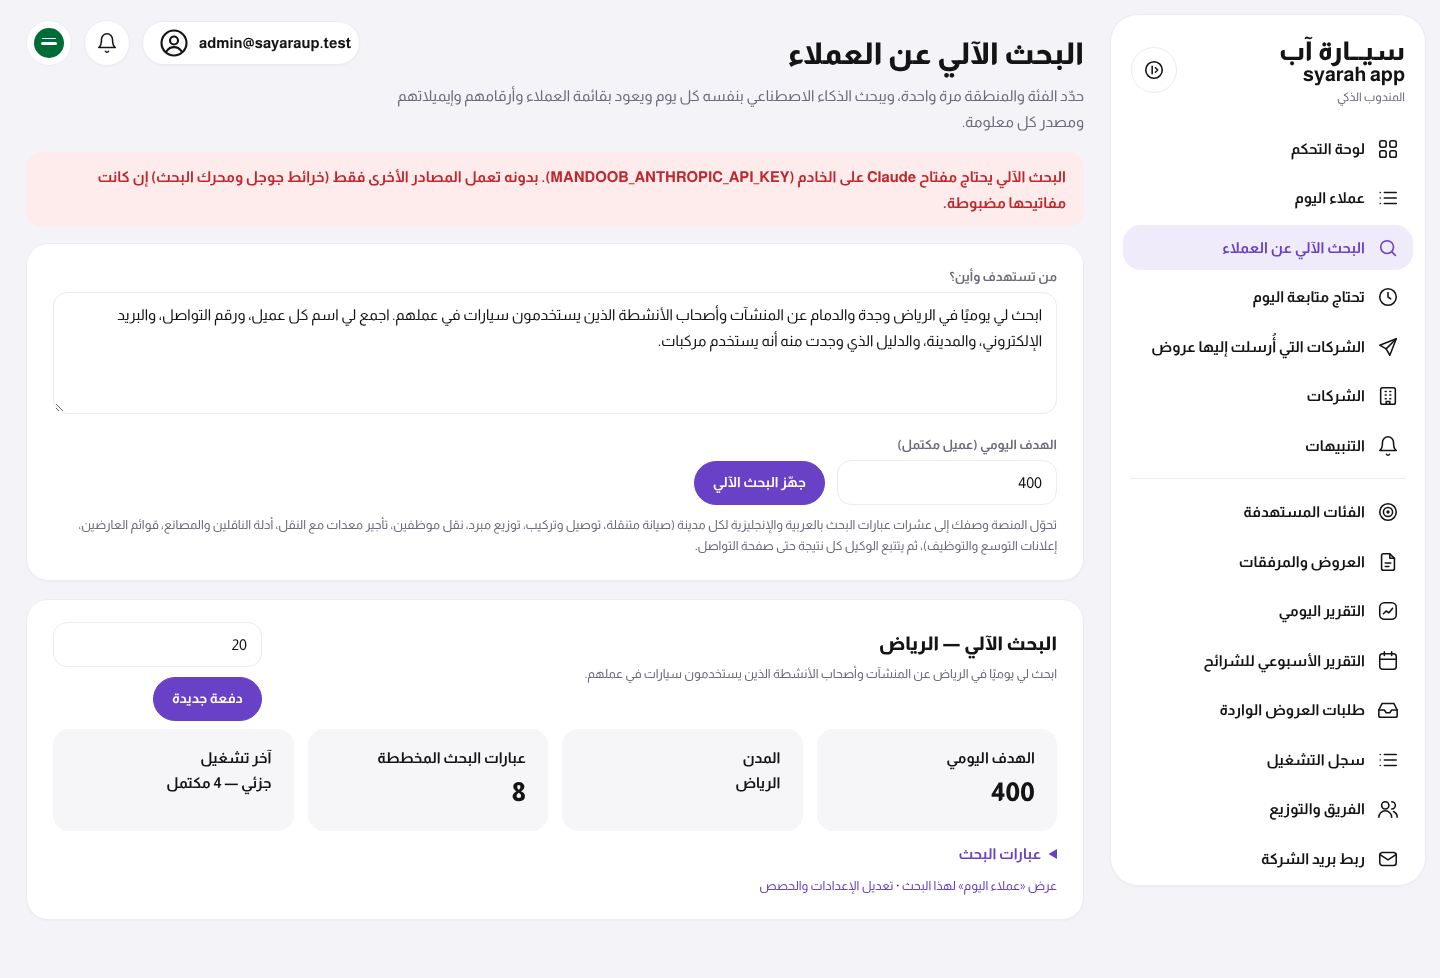 سيـارة آب
syarah app
المندوب الذكي
لوحة التحكم
عملاء اليوم
البحث الآلي عن العملاء
تحتاج متابعة اليوم
الشركات التي أُرسلت إليها عروض
الشركات
التنبيهات
الفئات المستهدفة
العروض والمرفقات
التقرير اليومي
التقرير الأسبوعي للشرائح
طلبات العروض الواردة
سجل التشغيل
الفريق والتوزيع
ربط بريد الشركة
admin@sayaraup.test
البحث الآلي عن العملاء
حدّد الفئة والمنطقة مرة واحدة، ويبحث الذكاء الاصطناعي بنفسه كل يوم ويعود بقائمة العملاء وأرقامهم وإيميلاتهم
ومصدر كل معلومة.
البحث الآلي يحتاج مفتاح Claude على الخادم (MANDOOB_ANTHROPIC_API_KEY). بدونه تعمل المصادر الأخرى فقط (خرائط جوجل ومحرك البحث) إن كانت
مفاتيحها مضبوطة.
من تستهدف وأين؟
ابحث لي يوميًا في الرياض وجدة والدمام عن المنشآت وأصحاب الأنشطة الذين يستخدمون سيارات في عملهم. اجمع لي اسم كل عميل، ورقم التواصل، والبريد
الإلكتروني، والمدينة، والدليل الذي وجدت منه أنه يستخدم مركبات.
الهدف اليومي (عميل مكتمل)
400
جهّز البحث الآلي
تحوّل المنصة وصفك إلى عشرات عبارات البحث بالعربية والإنجليزية لكل مدينة (صيانة متنقلة، توصيل وتركيب، توزيع مبرد، نقل موظفين، تأجير معدات مع النقل، أدلة الناقلين والمصانع، قوائم العارضين،
إعلانات التوسع والتوظيف)، ثم يتتبع الوكيل كل نتيجة حتى صفحة التواصل.
البحث الآلي — الرياض
ابحث لي يوميًا في الرياض عن المنشآت وأصحاب الأنشطة الذين يستخدمون سيارات في عملهم.
20
دفعة جديدة
الهدف اليومي
400
المدن
الرياض
عبارات البحث المخططة
8
آخر تشغيل
جزئي — 4 مكتمل
عبارات البحث
عرض «عملاء اليوم» لهذا البحث · تعديل الإعدادات والحصص